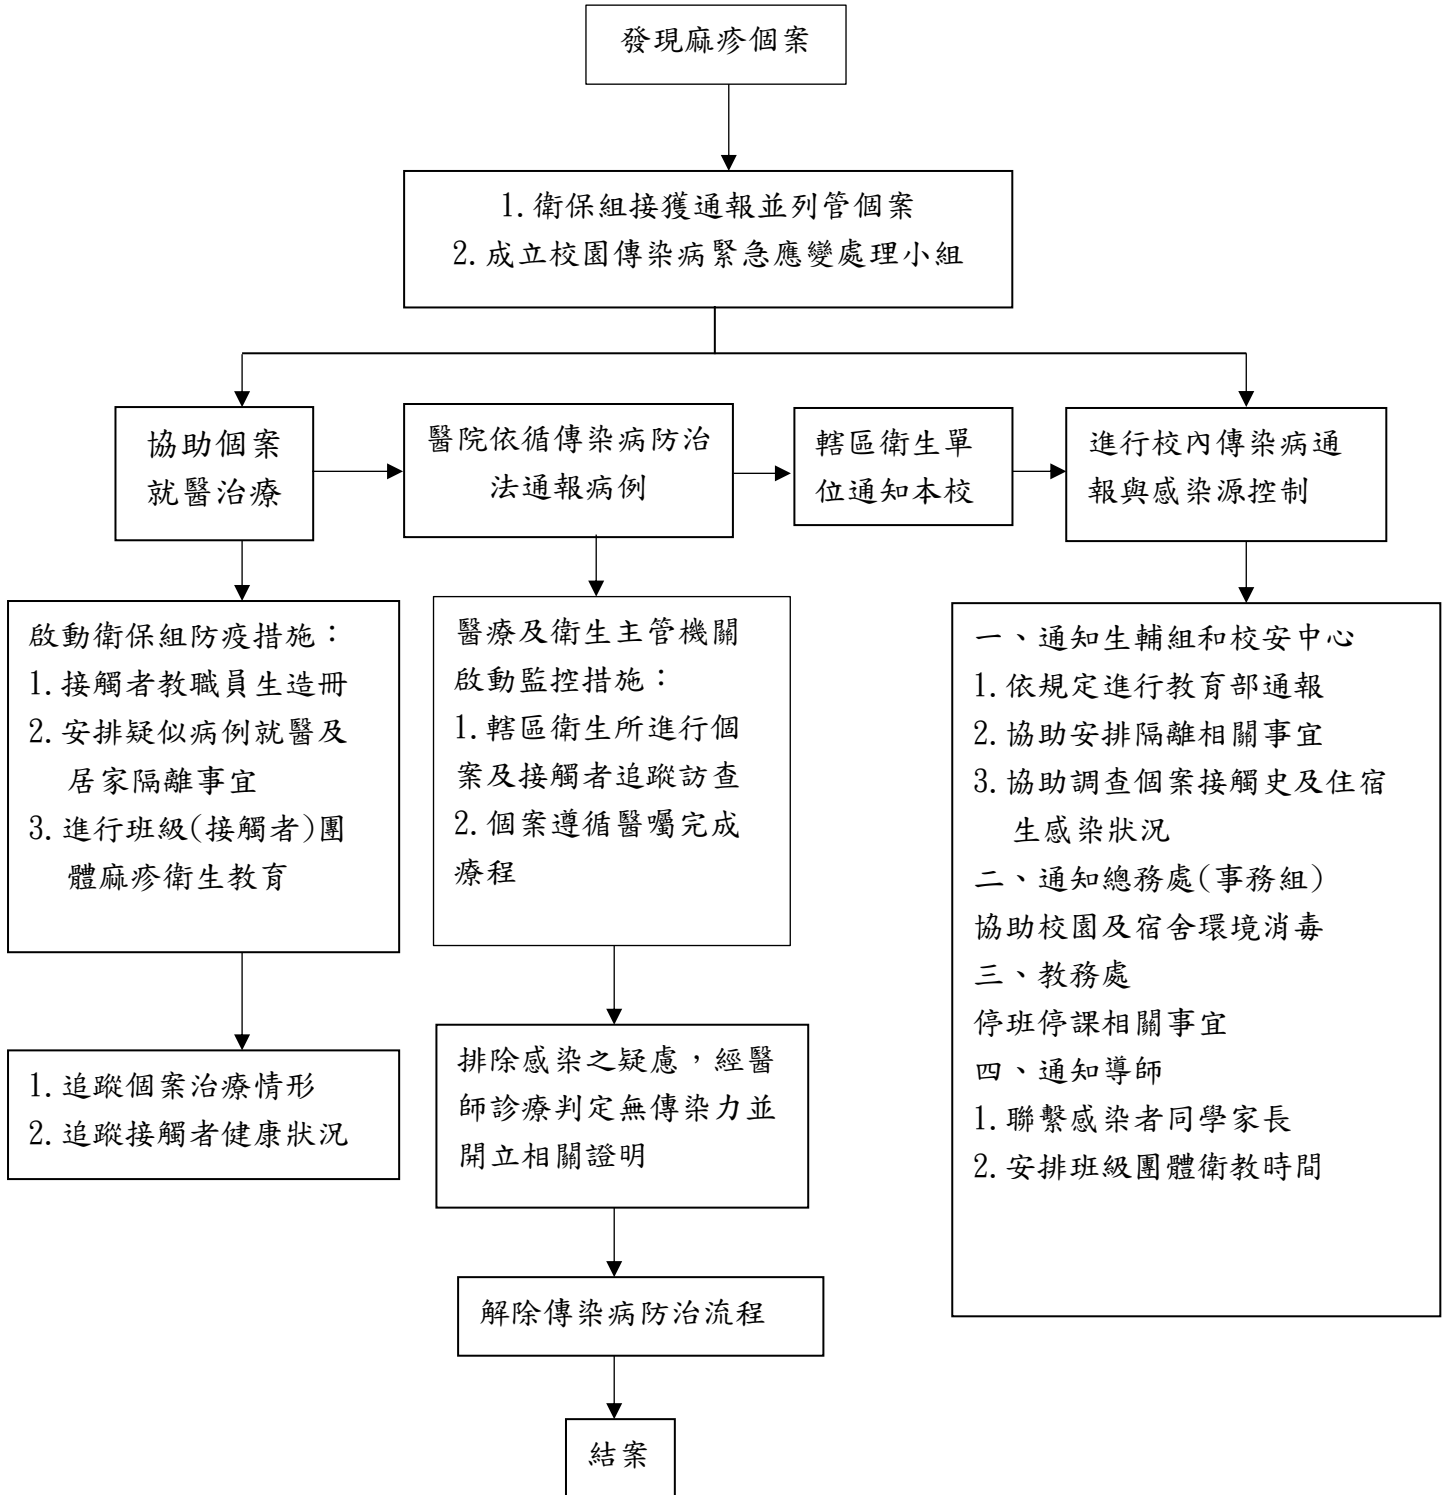 發現麻疹個案
1.衛保組接獲通報並列管個案
2.成立校園傳染病緊急應變處理小組
協助個案
就醫治療
醫院依循傳染病防治
法通報病例
轄區衛生單
位通知本校
進行校內傳染病通
報與感染源控制
啟動衛保組防疫措施：
1.接觸者教職員生造冊
2.安排疑似病例就醫及
居家隔離事宜
3.進行班級(接觸者)團
體麻疹衛生教育
醫療及衛生主管機關
啟動監控措施：
1.轄區衛生所進行個
案及接觸者追蹤訪查
2.個案遵循醫囑完成
療程
一、通知生輔組和校安中心
1.依規定進行教育部通報
2.協助安排隔離相關事宜
3.協助調查個案接觸史及住宿
生感染狀況
二、通知總務處(事務組)
協助校園及宿舍環境消毒
三、教務處
停班停課相關事宜
四、通知導師
1.聯繫感染者同學家長
2.安排班級團體衛教時間
1.追蹤個案治療情形
2.追蹤接觸者健康狀況
排除感染之疑慮，經醫
師診療判定無傳染力並
開立相關證明
解除傳染病防治流程
結案